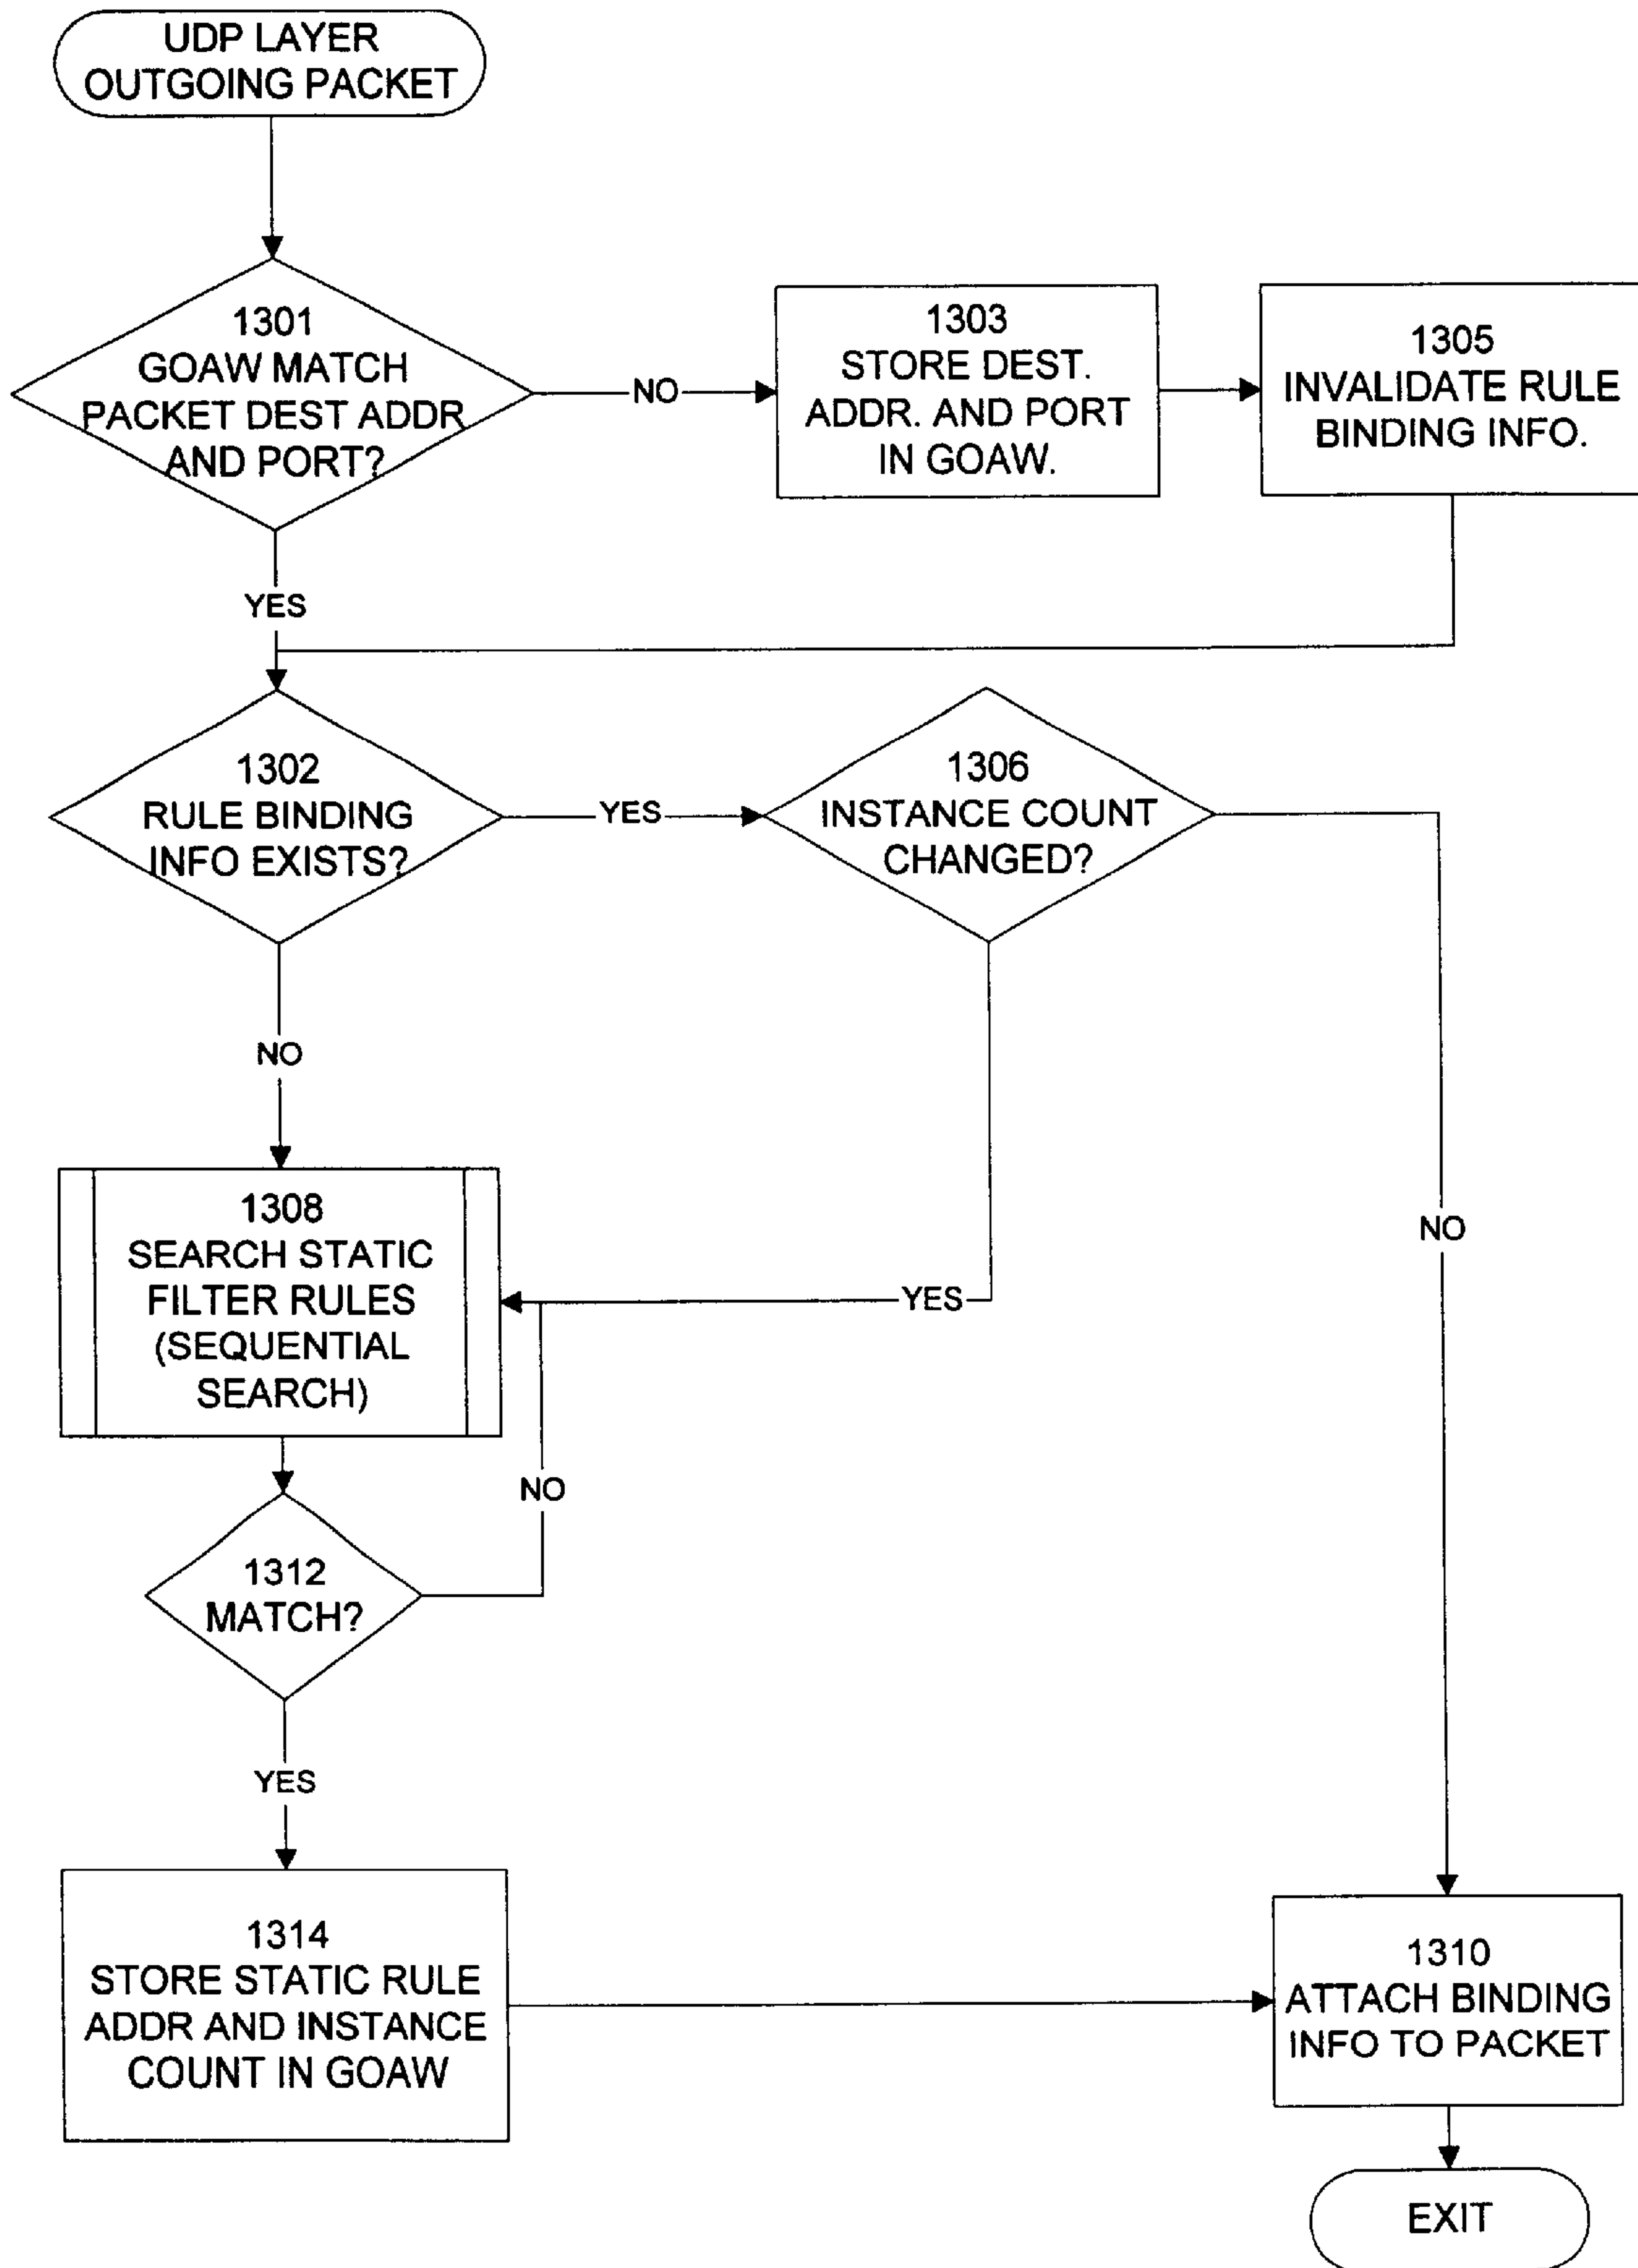 UDP LAYER
OUTGOING PACKET
1301
GOAW MATCH
PACKET DEST ADDR
AND PORT?
NO
1303
STORE DEST.
ADDR. AND PORT
IN GOAW.
1305
INVALIDATE RULE
BINDING INFO.
YES
1302
RULE BINDING
INFO EXISTS?
YES
1306
INSTANCE COUNT
CHANGED?
NO
NO
1308
SEARCH STATIC
FILTER RULES
(SEQUENTIAL
SEARCH)
YES
NO
1312
MATCH?
YES
1314
STORE STATIC RULE
ADDR AND INSTANCE
COUNT IN GOAW
1310
ATTACH BINDING
INFO TO PACKET
EXIT